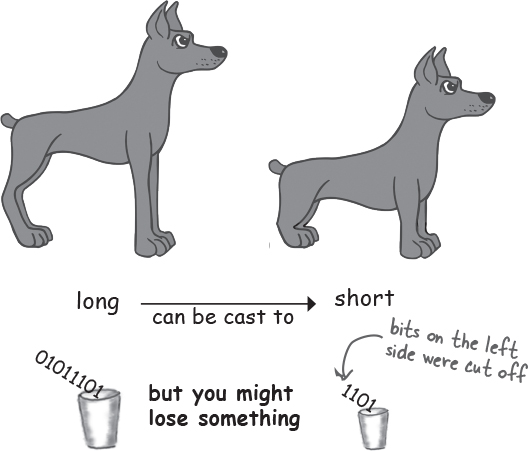 long
can be cast to
short
bits on the left
side were cut off
01011101
but you might
lose something
1101